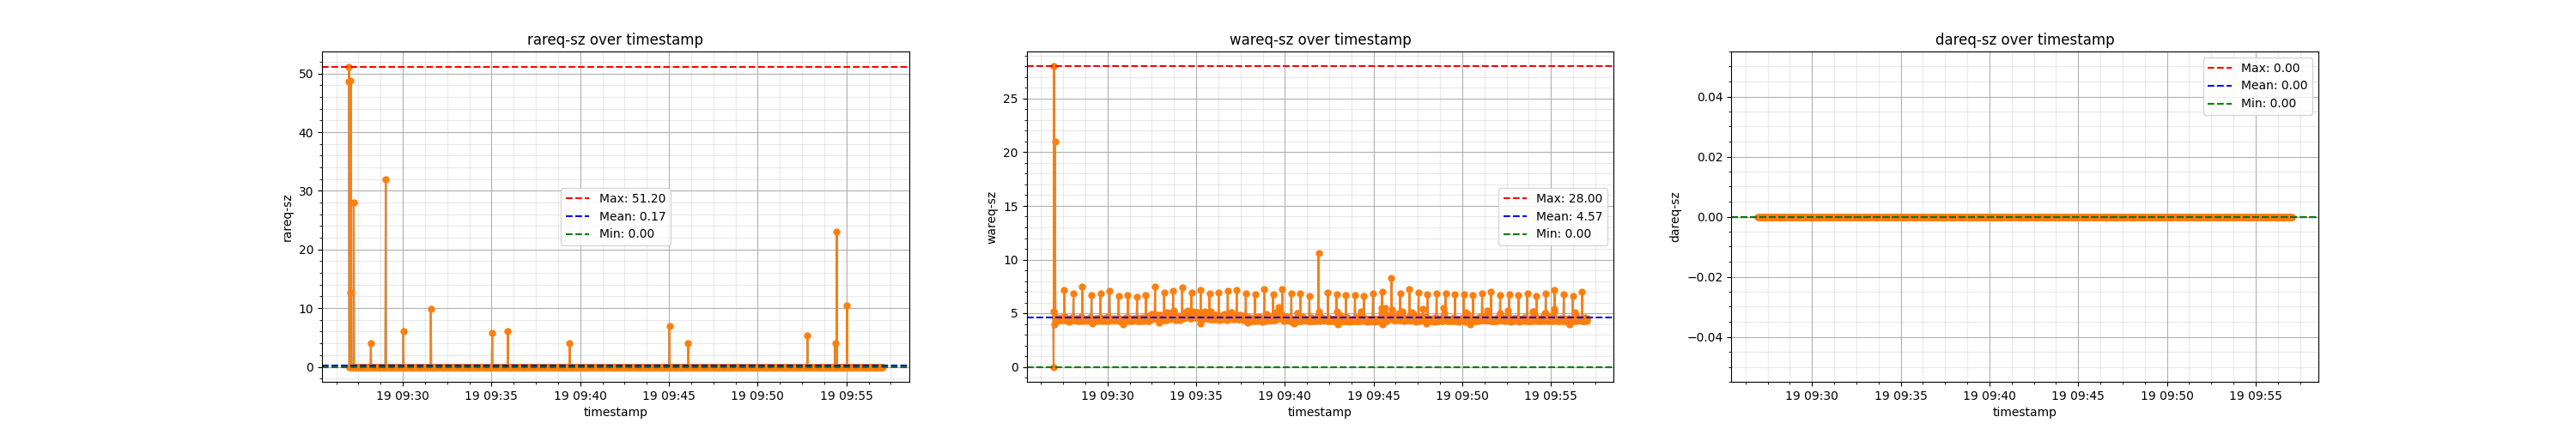 rareq-sz over timestamp
rareq-sz
50
40
30
20
10
0
Max: 51.20
Mean: 0.17
Min: 0.00
19 09:30 19 09:35 19 09:40 19 09:45 19 09:50 19 09:55
timestamp
wareq-sz over timestamp
wareq-sz
25
20
15
10
5
0
Max: 28.00
Mean: 4.57
Min: 0.00
19 09:30 19 09:35 19 09:40 19 09:45 19 09:50 19 09:55
timestamp
dareq-sz over timestamp
dareq-sz
0.04
0.02
0.00
−0.02
−0.04
Max: 0.00
Mean: 0.00
Min: 0.00
19 09:30 19 09:35 19 09:40 19 09:45 19 09:50 19 09:55
timestamp